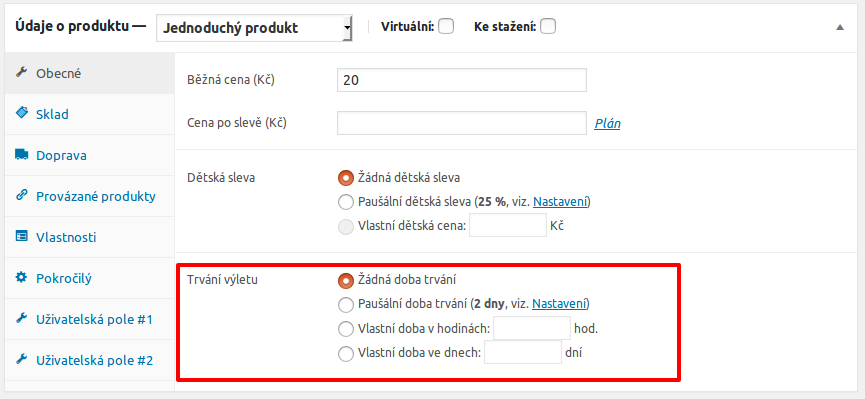 Údaje o produktu — Jednoduchý produkt Virtuální: Ke stažení:
Obecné
Sklad
Doprava
Provázané produkty
Vlastnosti
Pokročilý
Uživatelská pole #1
Uživatelská pole #2
Běžná cena (Kč) 20
Cena po slevě (Kč) Plán
Dětská sleva Žádná dětská sleva
Paušální dětská sleva (25 %, viz. Nastavení)
Vlastní dětská cena: Kč
Trvání výletu Žádná doba trvání
Paušální doba trvání (2 dny, viz. Nastavení)
Vlastní doba v hodinách: hod.
Vlastní doba ve dnech: dní